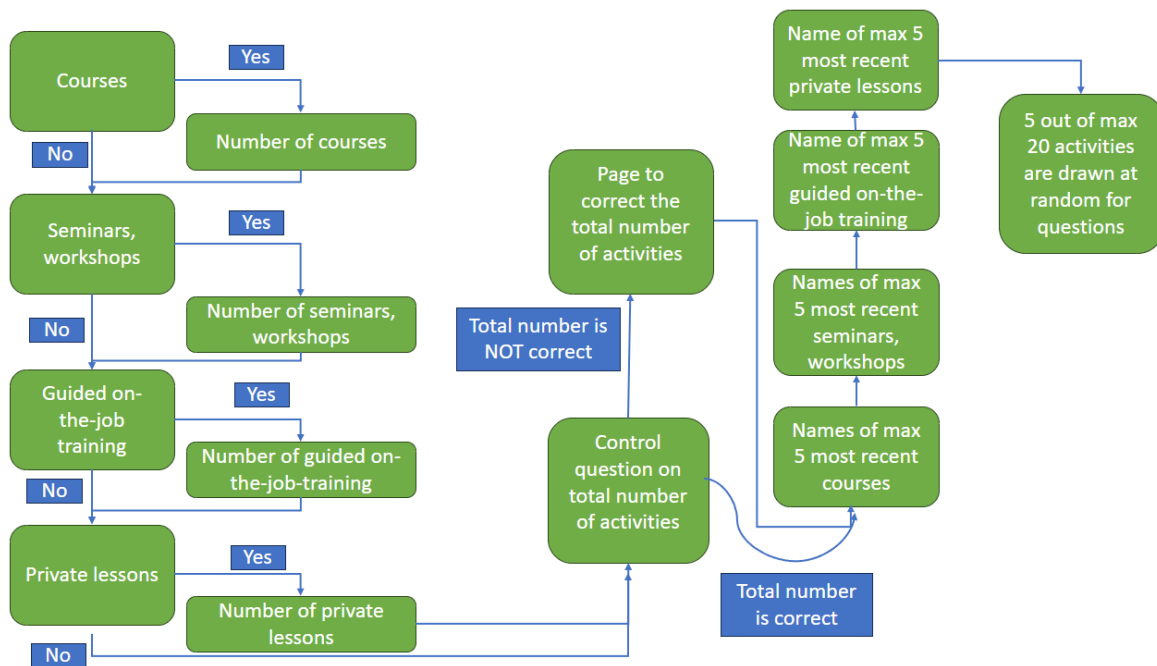 Courses
Yes
Number of courses
No
Seminars,
workshops
Yes
Number of seminars,
workshops
No
Guided on-
the-job
training
Yes
Number of guided on-
the-job-training
No
Private lessons
Yes
Number of private
lessons
No
Page to
correct the
total number
of activities
Total number is
NOT correct
Control
question on
total number
of activities
Total number
is correct
Name of max 5
most recent
private lessons
Name of max 5
most recent
guided on-the-
job training
Names of max
5 most recent
seminars,
workshops
Names of max
5 most recent
courses
5 out of max
20 activities
are drawn at
random for
questions